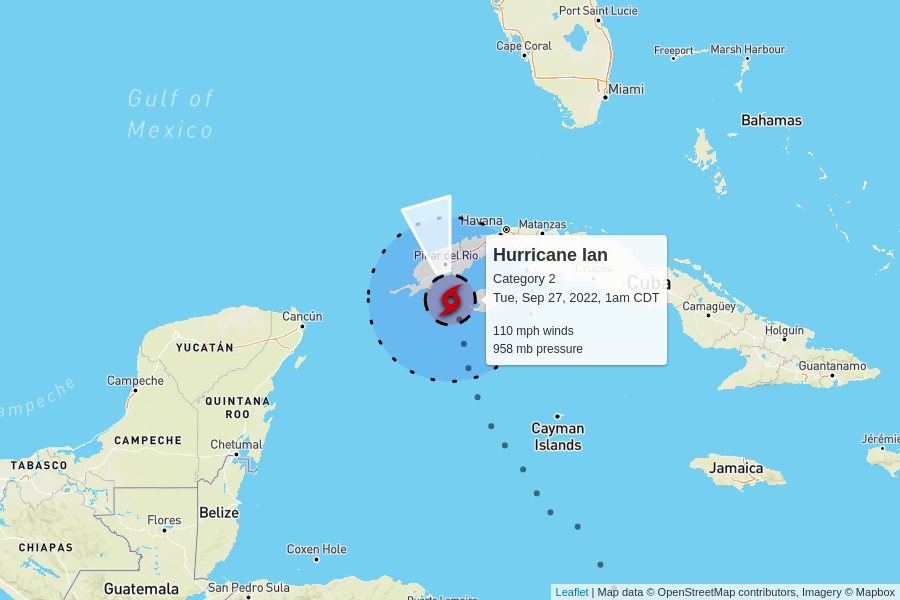 Port Saint Lucie
Cape Coral
Freeport
Marsh Harbour
Miami
Gulf of
Mexico
Bahamas
Havana
Matanzas
Pinar del Río
Hurricane Ian
Category 2
Tue, Sep 27, 2022, 1am CDT
110 mph winds
958 mb pressure
Cuba
Camagüey
Holguín
Guantanamo
Cancún
YUCATÁN
Campeche
ampeche
QUINTANA
ROO
CAMPECHE
Chetumal
Cayman
Islands
Jérémie
TABASCO
Jamaica
Belize
Flores
CHIAPAS
Coxen Hole
Guatemala
San Pedro Sula
Puerto Lempira
Leaflet | Map data © OpenStreetMap contributors, Imagery © Mapbox